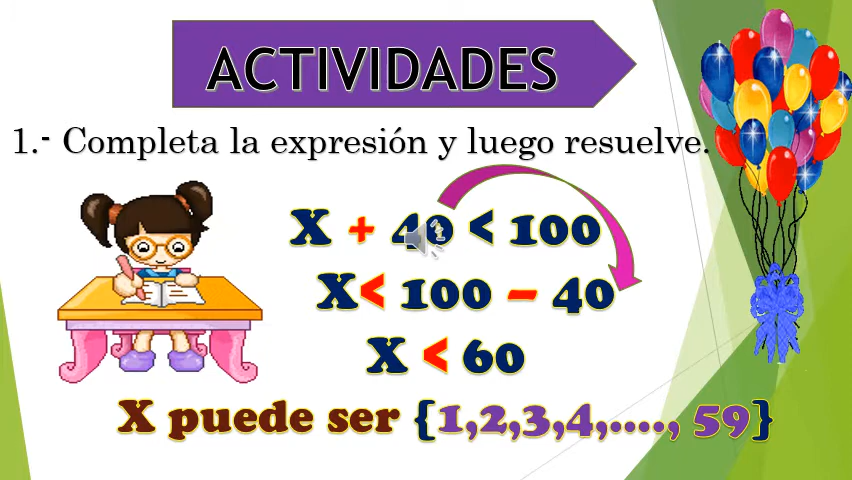 ACTIVIDADES
1.- Completa la expresión y luego resuelve.
X + 40 < 100
X< 100 – 40
X < 60
X puede ser {1,2,3,4,...., 59}